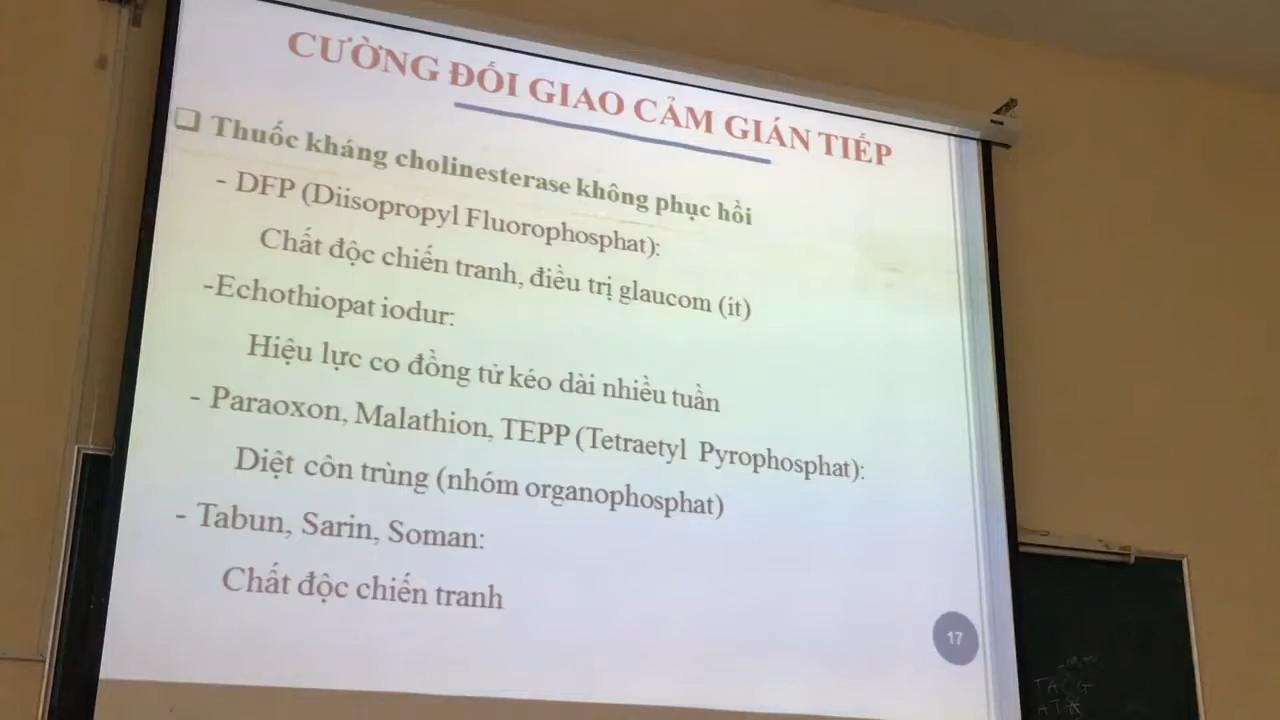 CƯỜNG ĐỐI GIAO CẢM GIÁN TIẾP
❑ Thuốc kháng cholinesterase không phục hồi
- DFP (Diisopropyl Fluorophosphat):
Chất độc chiến tranh, điều trị glaucom (ít)
-Echothiopat iodur:
Hiệu lực co đồng tử kéo dài nhiều tuần
- Paraoxon, Malathion, TEPP (Tetraetyl Pyrophosphat):
Diệt côn trùng (nhóm organophosphat)
- Tabun, Sarin, Soman:
Chất độc chiến tranh
17